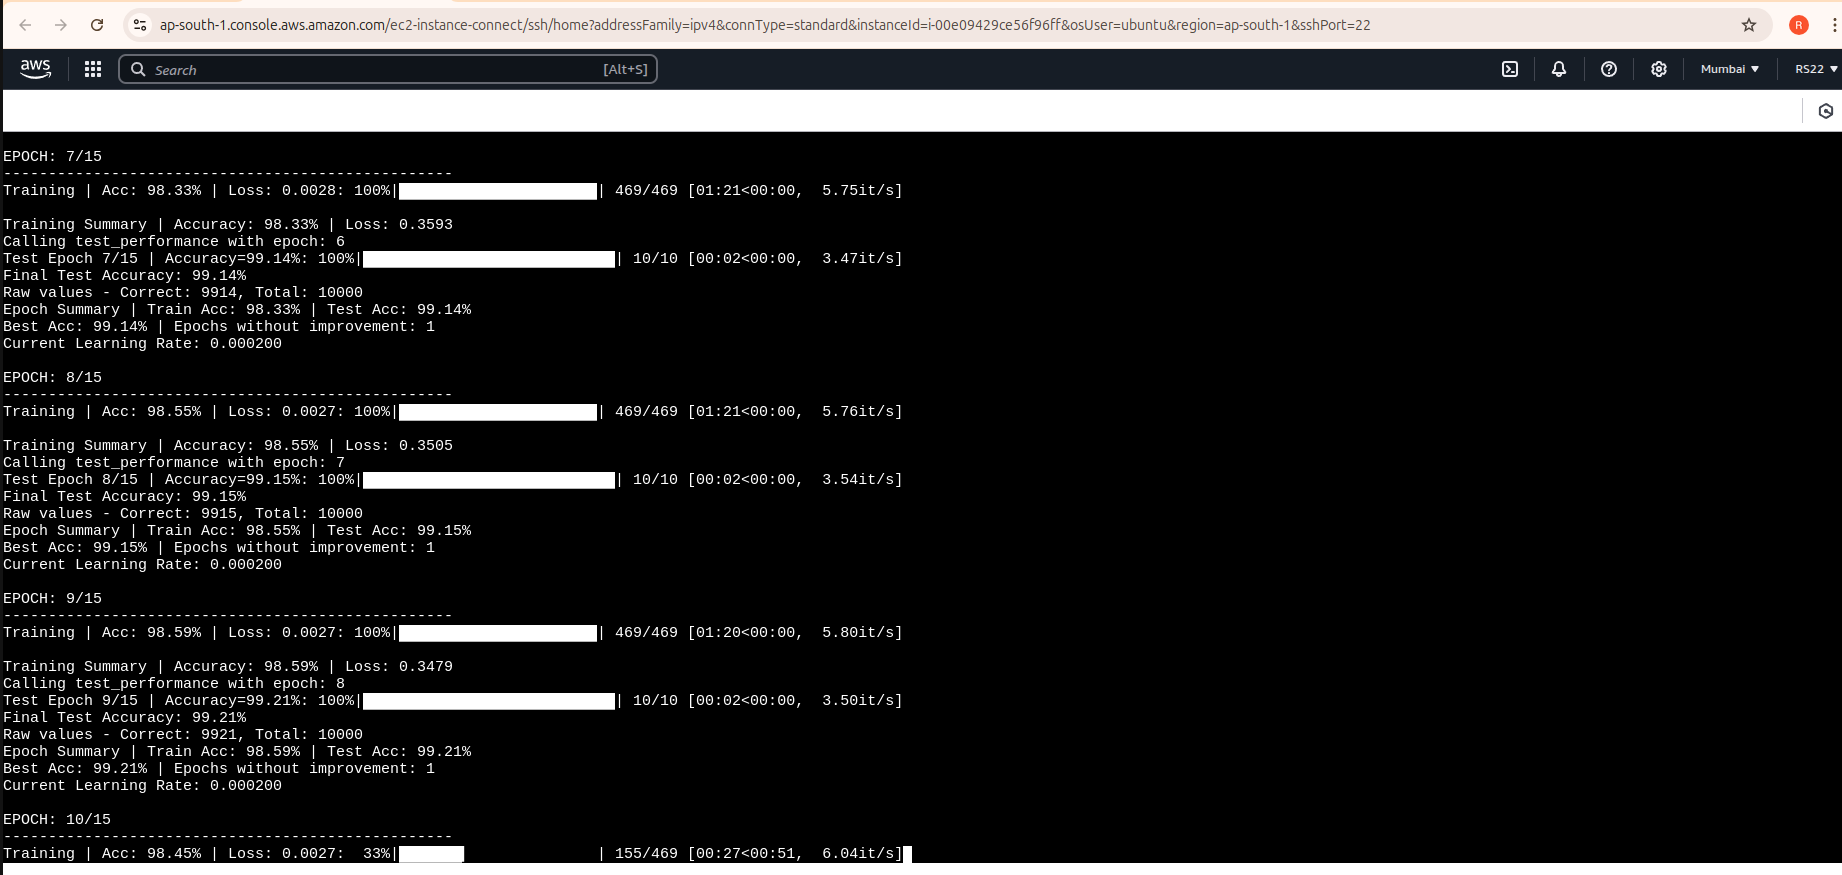 ap-south-1.console.aws.amazon.com/ec2-instance-connect/ssh/home?addressFamily=ipv4&connType=standard&instanceId=i-00e09429ce56f96ff&osUser=ubuntu&region=ap-south-1&sshPort=22
R
aws
Search
[Alt+S]
Mumbai
RS22
EPOCH: 7/15
--------------------------------------------------
Training | Acc: 98.33% | Loss: 0.0028: 100%| | 469/469 [01:21<00:00,  5.75it/s]
Training Summary | Accuracy: 98.33% | Loss: 0.3593
Calling test_performance with epoch: 6
Test Epoch 7/15 | Accuracy=99.14%: 100%| | 10/10 [00:02<00:00,  3.47it/s]
Final Test Accuracy: 99.14%
Raw values - Correct: 9914, Total: 10000
Epoch Summary | Train Acc: 98.33% | Test Acc: 99.14%
Best Acc: 99.14% | Epochs without improvement: 1
Current Learning Rate: 0.000200
EPOCH: 8/15
--------------------------------------------------
Training | Acc: 98.55% | Loss: 0.0027: 100%| | 469/469 [01:21<00:00,  5.76it/s]
Training Summary | Accuracy: 98.55% | Loss: 0.3505
Calling test_performance with epoch: 7
Test Epoch 8/15 | Accuracy=99.15%: 100%| | 10/10 [00:02<00:00,  3.54it/s]
Final Test Accuracy: 99.15%
Raw values - Correct: 9915, Total: 10000
Epoch Summary | Train Acc: 98.55% | Test Acc: 99.15%
Best Acc: 99.15% | Epochs without improvement: 1
Current Learning Rate: 0.000200
EPOCH: 9/15
--------------------------------------------------
Training | Acc: 98.59% | Loss: 0.0027: 100%| | 469/469 [01:20<00:00,  5.80it/s]
Training Summary | Accuracy: 98.59% | Loss: 0.3479
Calling test_performance with epoch: 8
Test Epoch 9/15 | Accuracy=99.21%: 100%| | 10/10 [00:02<00:00,  3.50it/s]
Final Test Accuracy: 99.21%
Raw values - Correct: 9921, Total: 10000
Epoch Summary | Train Acc: 98.59% | Test Acc: 99.21%
Best Acc: 99.21% | Epochs without improvement: 1
Current Learning Rate: 0.000200
EPOCH: 10/15
--------------------------------------------------
Training | Acc: 98.45% | Loss: 0.0027:  33%| | 155/469 [00:27<00:51,  6.04it/s]